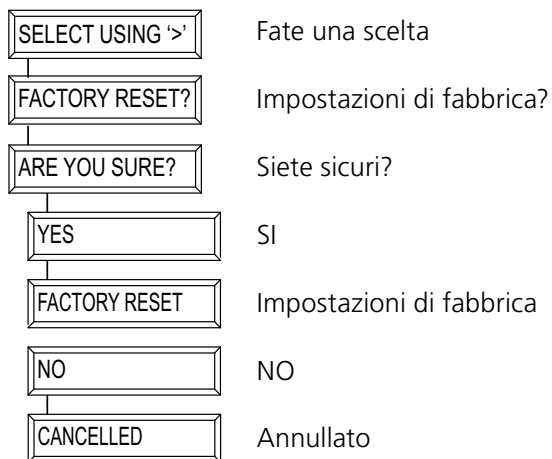 SELECT USING ‘>’ Fate una scelta
FACTORY RESET? Impostazioni di fabbrica?
ARE YOU SURE? Siete sicuri?
YES SI
FACTORY RESET Impostazioni di fabbrica
NO NO
CANCELLED Annullato